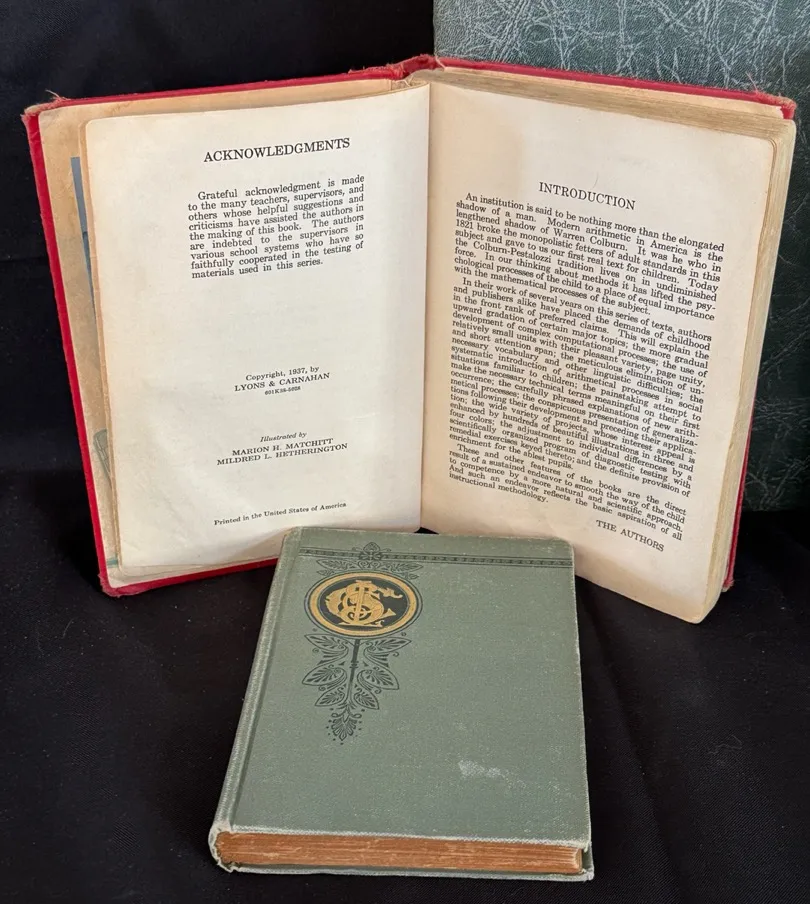 ACKNOWLEDGMENTS
Grateful acknowledgment is made
to the many teachers, supervisors, and
others whose helpful suggestions and
criticisms have assisted the authors in
the making of this book. The authors
are indebted to the supervisors in
various school systems who have so
faithfully cooperated in the testing of
materials used in this series.
Copyright, 1937, by
LYONS & CARNAHAN
Illustrated by
MARION H. MATCHITT
MILDRED L. HETHERINGTON
Printed in the United States of America
INTRODUCTION
An institution is said to be nothing more than the elongated
shadow of a man. Modern arithmetic in America is the
lengthened shadow of Warren Colburn. It was he who in
1821 broke the monopolistic fetters of adult standards in this
subject and gave to us our first real text for children. Today
the Colburn-Pestalozzi tradition lives on in undiminished
force. In our thinking about methods it has lifted the psy-
chological processes of the child to a place of equal importance
with the mathematical processes of the subject.
In their work of several years on this series of texts, authors
and publishers alike have placed the demands of childhood
in the front rank of preferred claims. This will explain the
upward gradation of certain major topics; the more gradual
development of complex computational processes; the use of
relatively small units with their pleasant variety, page unity,
and short attention span; the meticulous elimination of un-
necessary vocabulary and other linguistic difficulties; the
systematic introduction of arithmetical processes in social
situations familiar to children; the painstaking attempt to
make the necessary technical terms meaningful on their first
occurrence; the carefully phrased explanations of new arith-
metical processes; the conspicuous presentation of generaliza-
tions following their development and preceding their applica-
tion; the wide variety of projects, whose interest appeal is
enhanced by hundreds of beautiful illustrations in three and
four colors; the adjustment to individual differences by a
scientifically organized program of diagnostic testing with
remedial exercises keyed thereto; and the definite provision of
enrichment for the ablest pupils.
These and other features of the books are the direct
result of a sustained endeavor to smooth the way of the child
to competence by a more natural and scientific approach.
And such an endeavor reflects the basic aspiration of all
instructional methodology.
THE AUTHORS